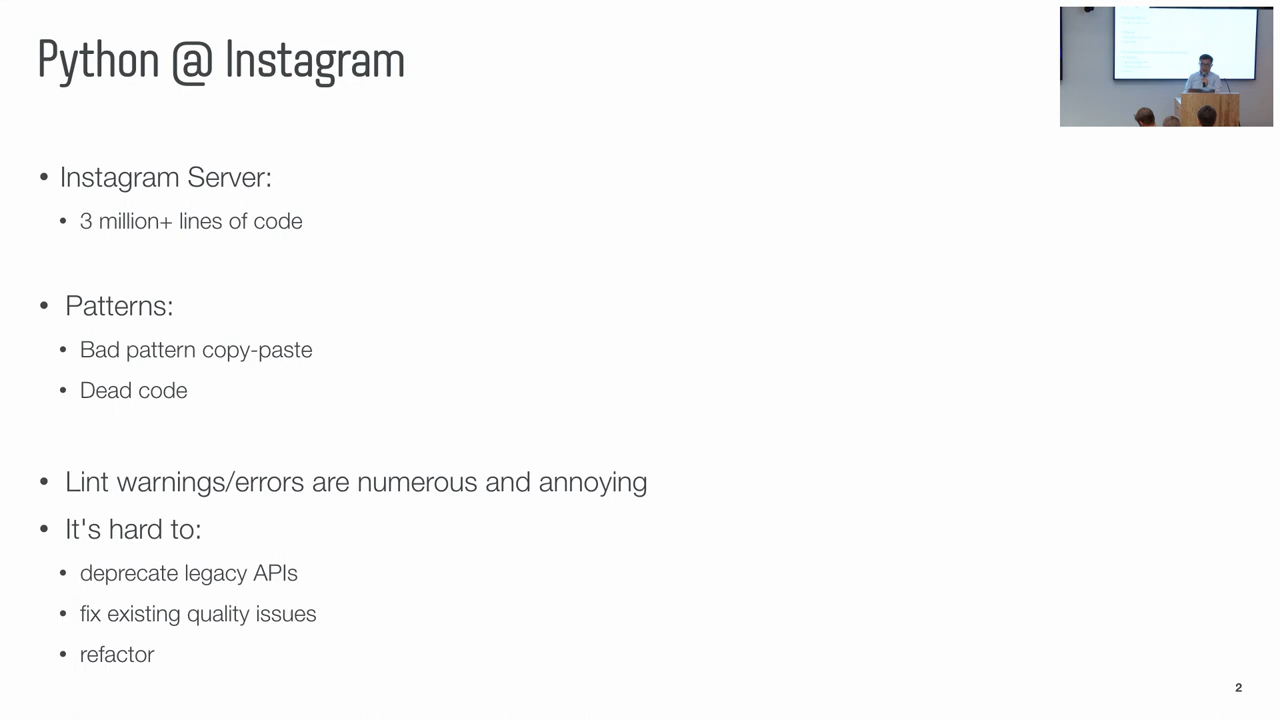 Python @ Instagram
• Instagram Server:
• 3 million+ lines of code
• Patterns:
• Bad pattern copy-paste
• Dead code
• Lint warnings/errors are numerous and annoying
• It's hard to:
• deprecate legacy APIs
• fix existing quality issues
• refactor
2